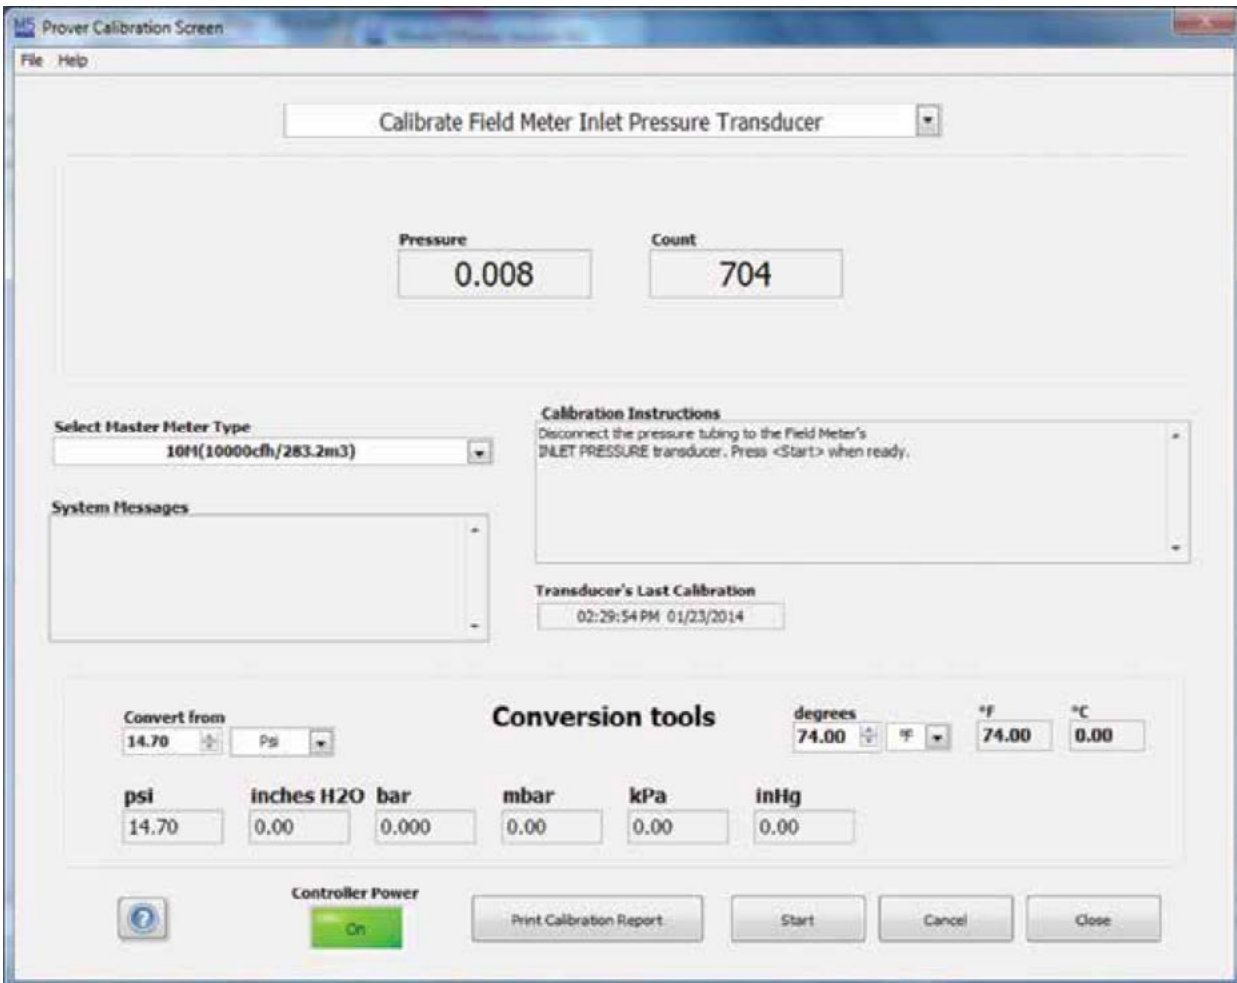 M5 Prover Calibration Screen
File Help
Calibrate Field Meter Inlet Pressure Transducer
Pressure Count
0.008 704
Select Master Meter Type
10M(10000cfh/283.2m3)
Calibration Instructions
Disconnect the pressure tubing to the Field Meter's
INLET PRESSURE transducer. Press <Start> when ready.
System Messages
Transducer's Last Calibration
02:29:54 PM 01/23/2014
Conversion tools
Convert from
14.70 Psi
degrees °F °C
74.00 °F 74.00 0.00
psi inches H2O bar mbar kPa inHg
14.70 0.00 0.000 0.00 0.00 0.00
Controller Power
On
Print Calibration Report Start Cancel Close